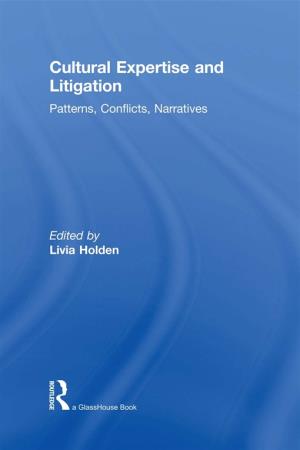 Cultural Expertise and
Litigation
Patterns, Conflicts, Narratives
Edited by
Livia Holden
ROUTLEDGE
a GlassHouse Book